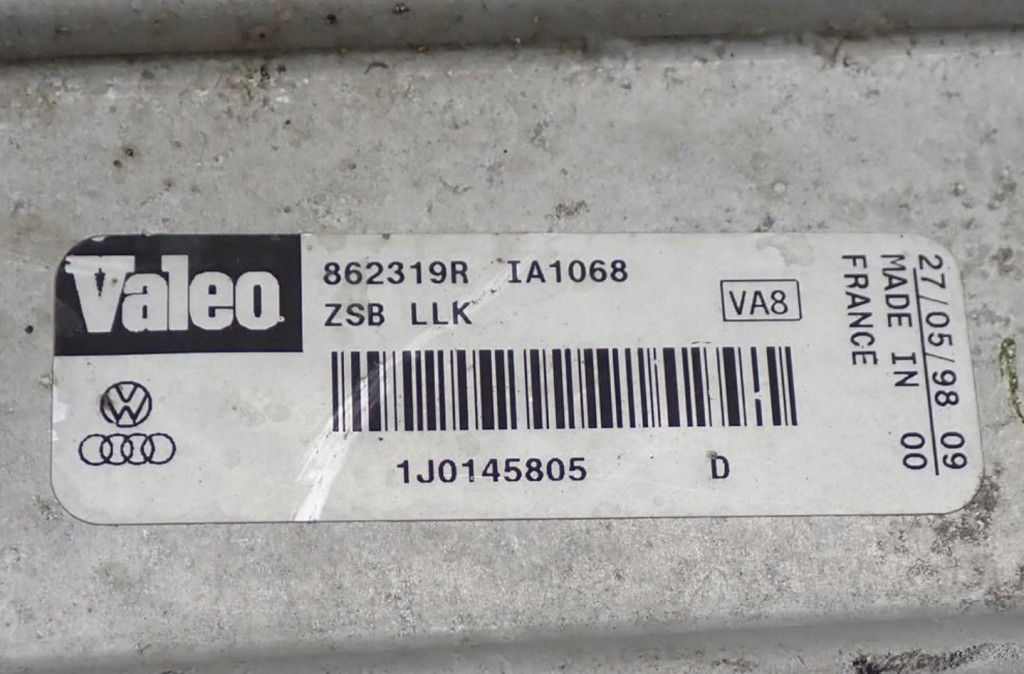 Valeo
862319R IA1068
ZSB LLK
VA8
1J0145805 D
27/05/98 09
MADE IN 00
FRANCE